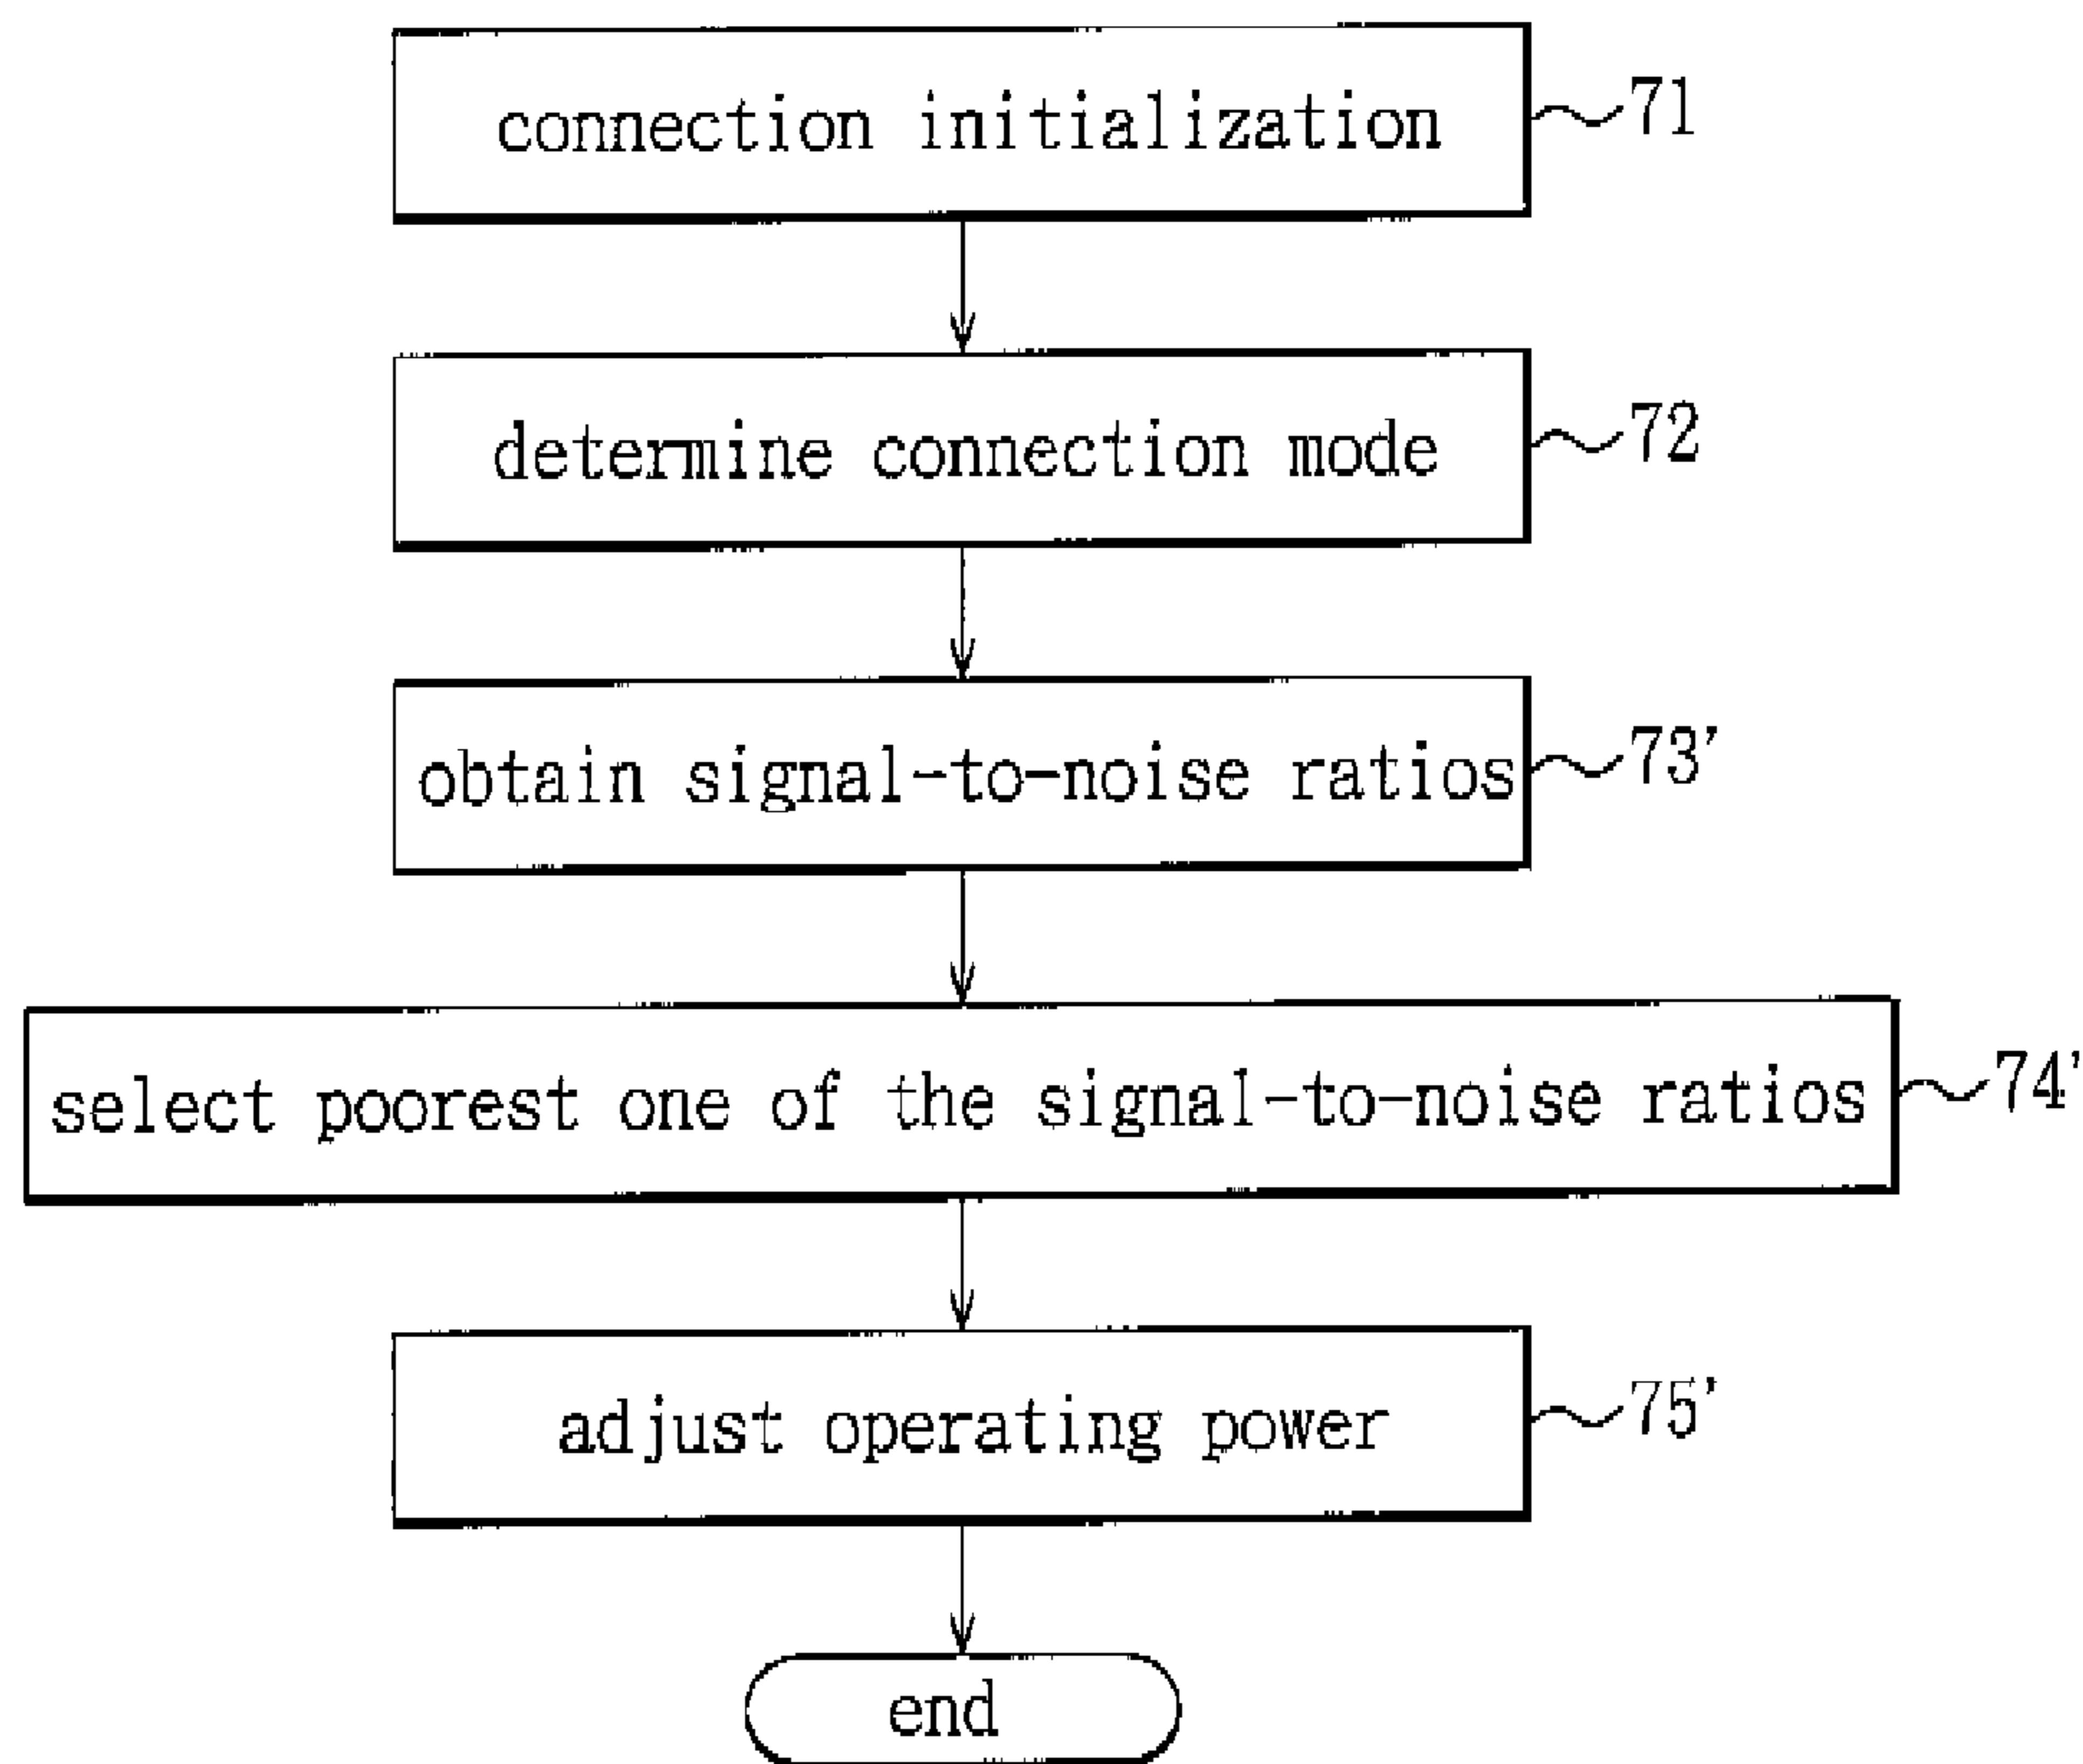 connection initialization 71
determine connection mode 72
obtain signal-to-noise ratios 73'
select poorest one of the signal-to-noise ratios 74'
adjust operating power 75'
end